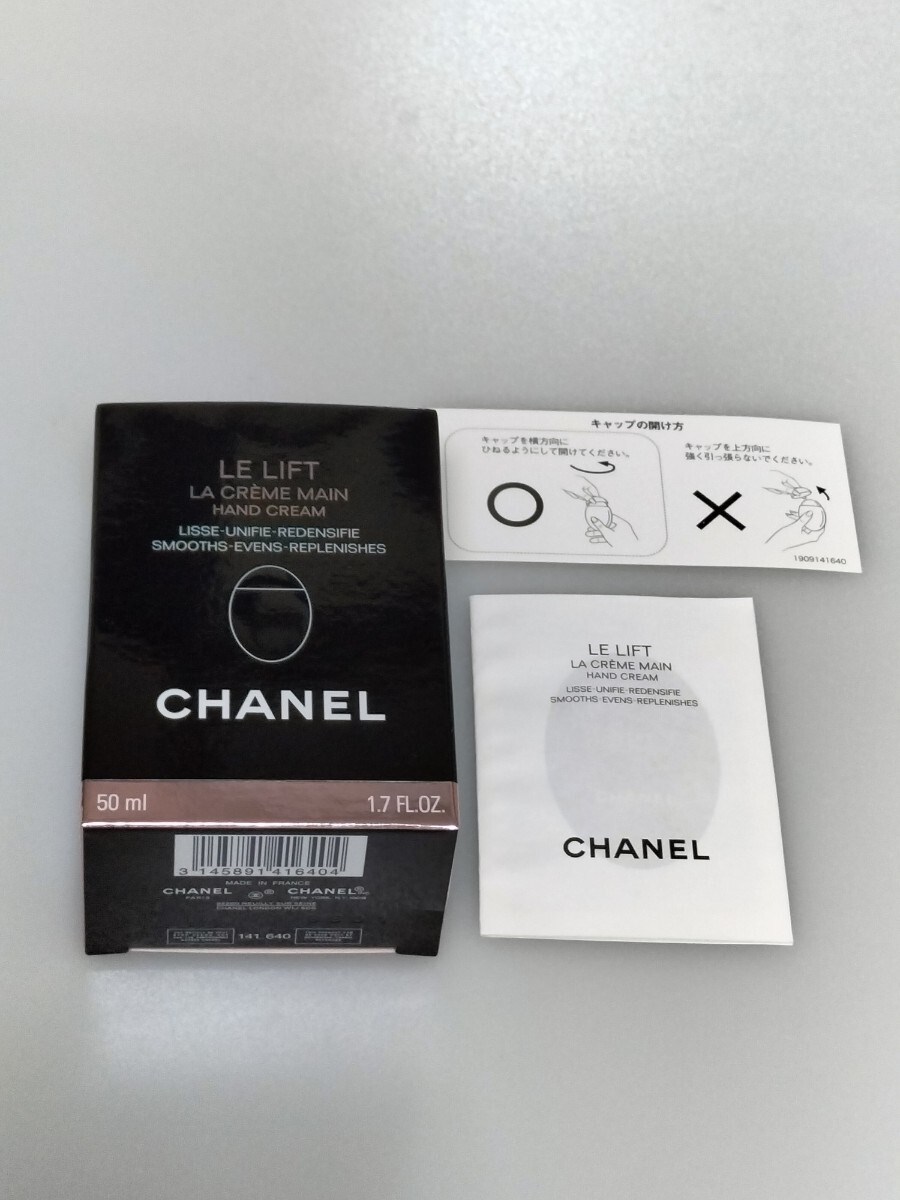 LE LIFT
LA CRÈME MAIN
HAND CREAM
LISSE-UNIFIE-REDENSIFIE
SMOOTHS-EVENS-REPLENISHES
CHANEL
50 ml 1.7 FL.OZ.
3 145891 416404
MADE IN FRANCE
CHANEL CHANEL
PARIS
141.640
キャップの開け方
キャップを横方向に
ひねるようにして開けてください。
キャップを上方向に
強く引っ張らないでください。
1909141640
LE LIFT
LA CRÈME MAIN
HAND CREAM
LISSE-UNIFIE-REDENSIFIE
SMOOTHS-EVENS-REPLENISHES
CHANEL